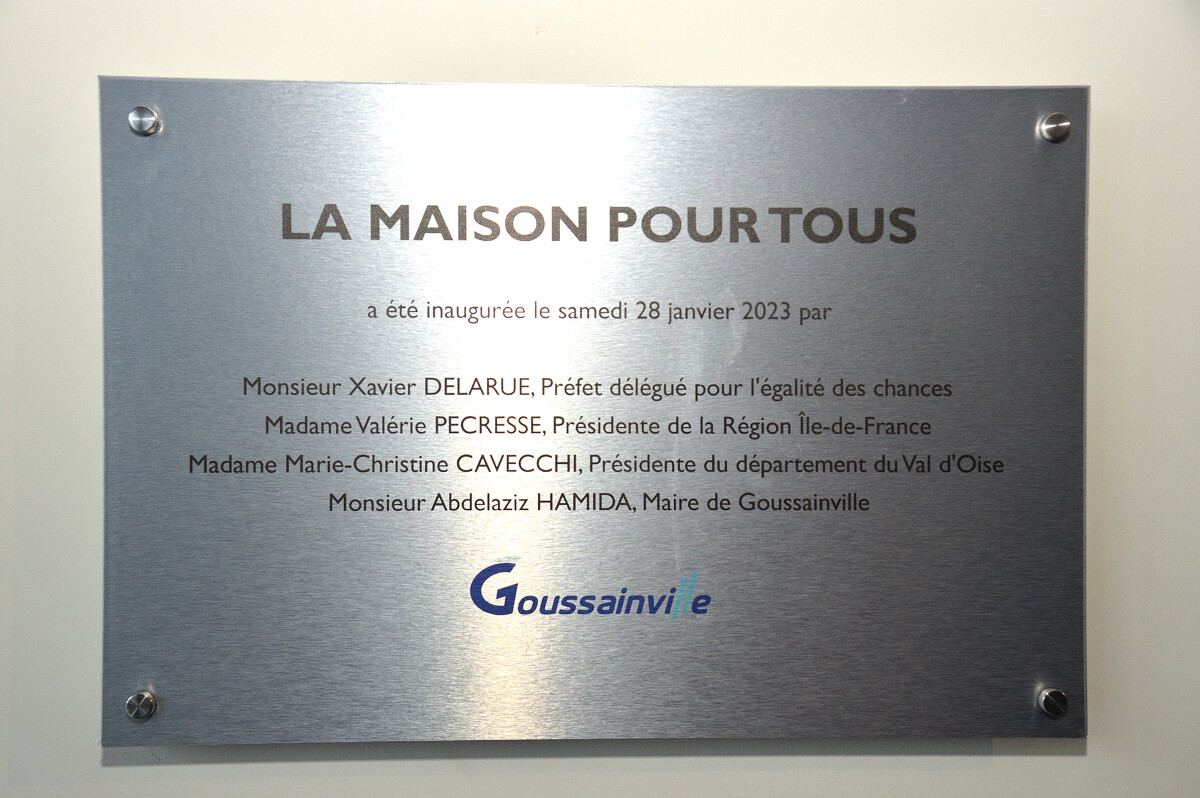 LA MAISON POUR TOUS
a été inaugurée le samedi 28 janvier 2023 par
Monsieur Xavier DELARUE, Préfet délégué pour l'égalité des chances
Madame Valérie PECRESSE, Présidente de la Région Île-de-France
Madame Marie-Christine CAVECCHI, Présidente du département du Val d'Oise
Monsieur Abdelaziz HAMIDA, Maire de Goussainville
Goussainville